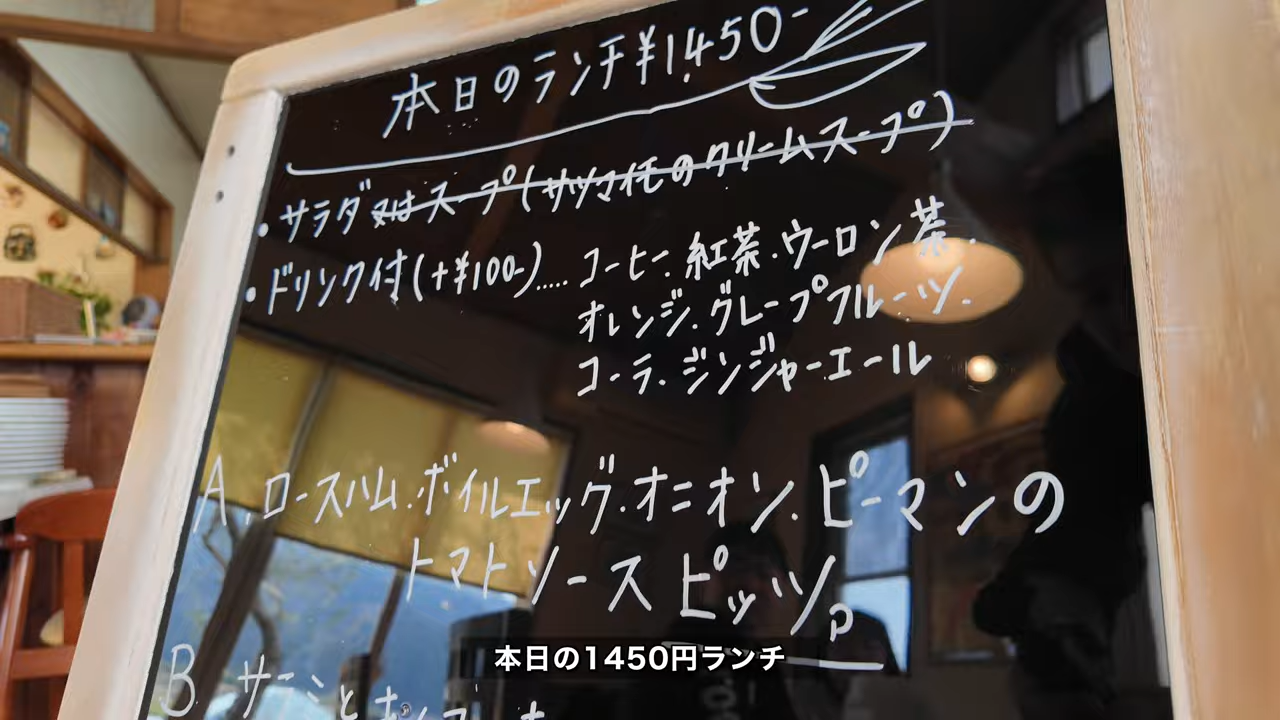 本日のランチ¥1450-
・サラダ又はスープ(サツマイモのクリームスープ)
・ドリンク付(+¥100-).....コーヒー.紅茶.ウーロン茶.
オレンジ.グレープフルーツ.
コーラ.ジンジャーエール
A.ロースハム.ボイルエッグ.オニオン.ピーマンの
トマトソースピッツァ
B
本日の1450円ランチ